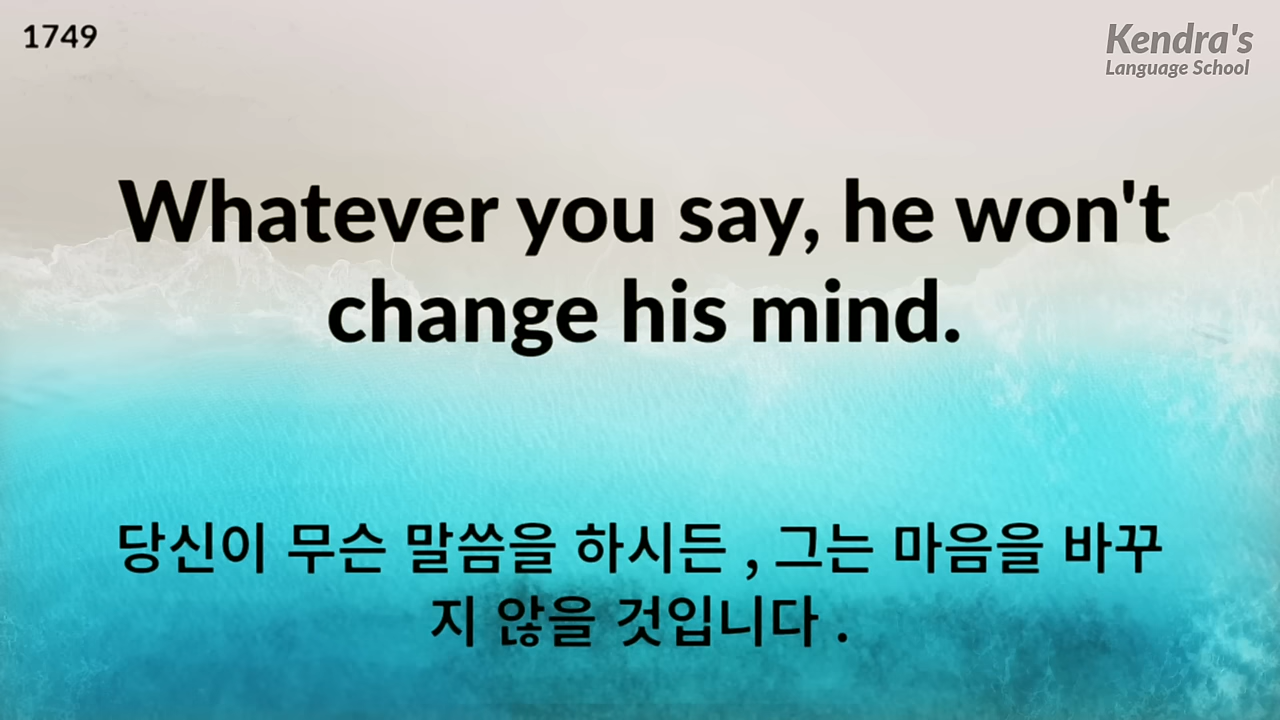 1749
Kendra's
Language School
Whatever you say, he won't
change his mind.
당신이 무슨 말씀을 하시든 , 그는 마음을 바꾸
지 않을 것입니다 .